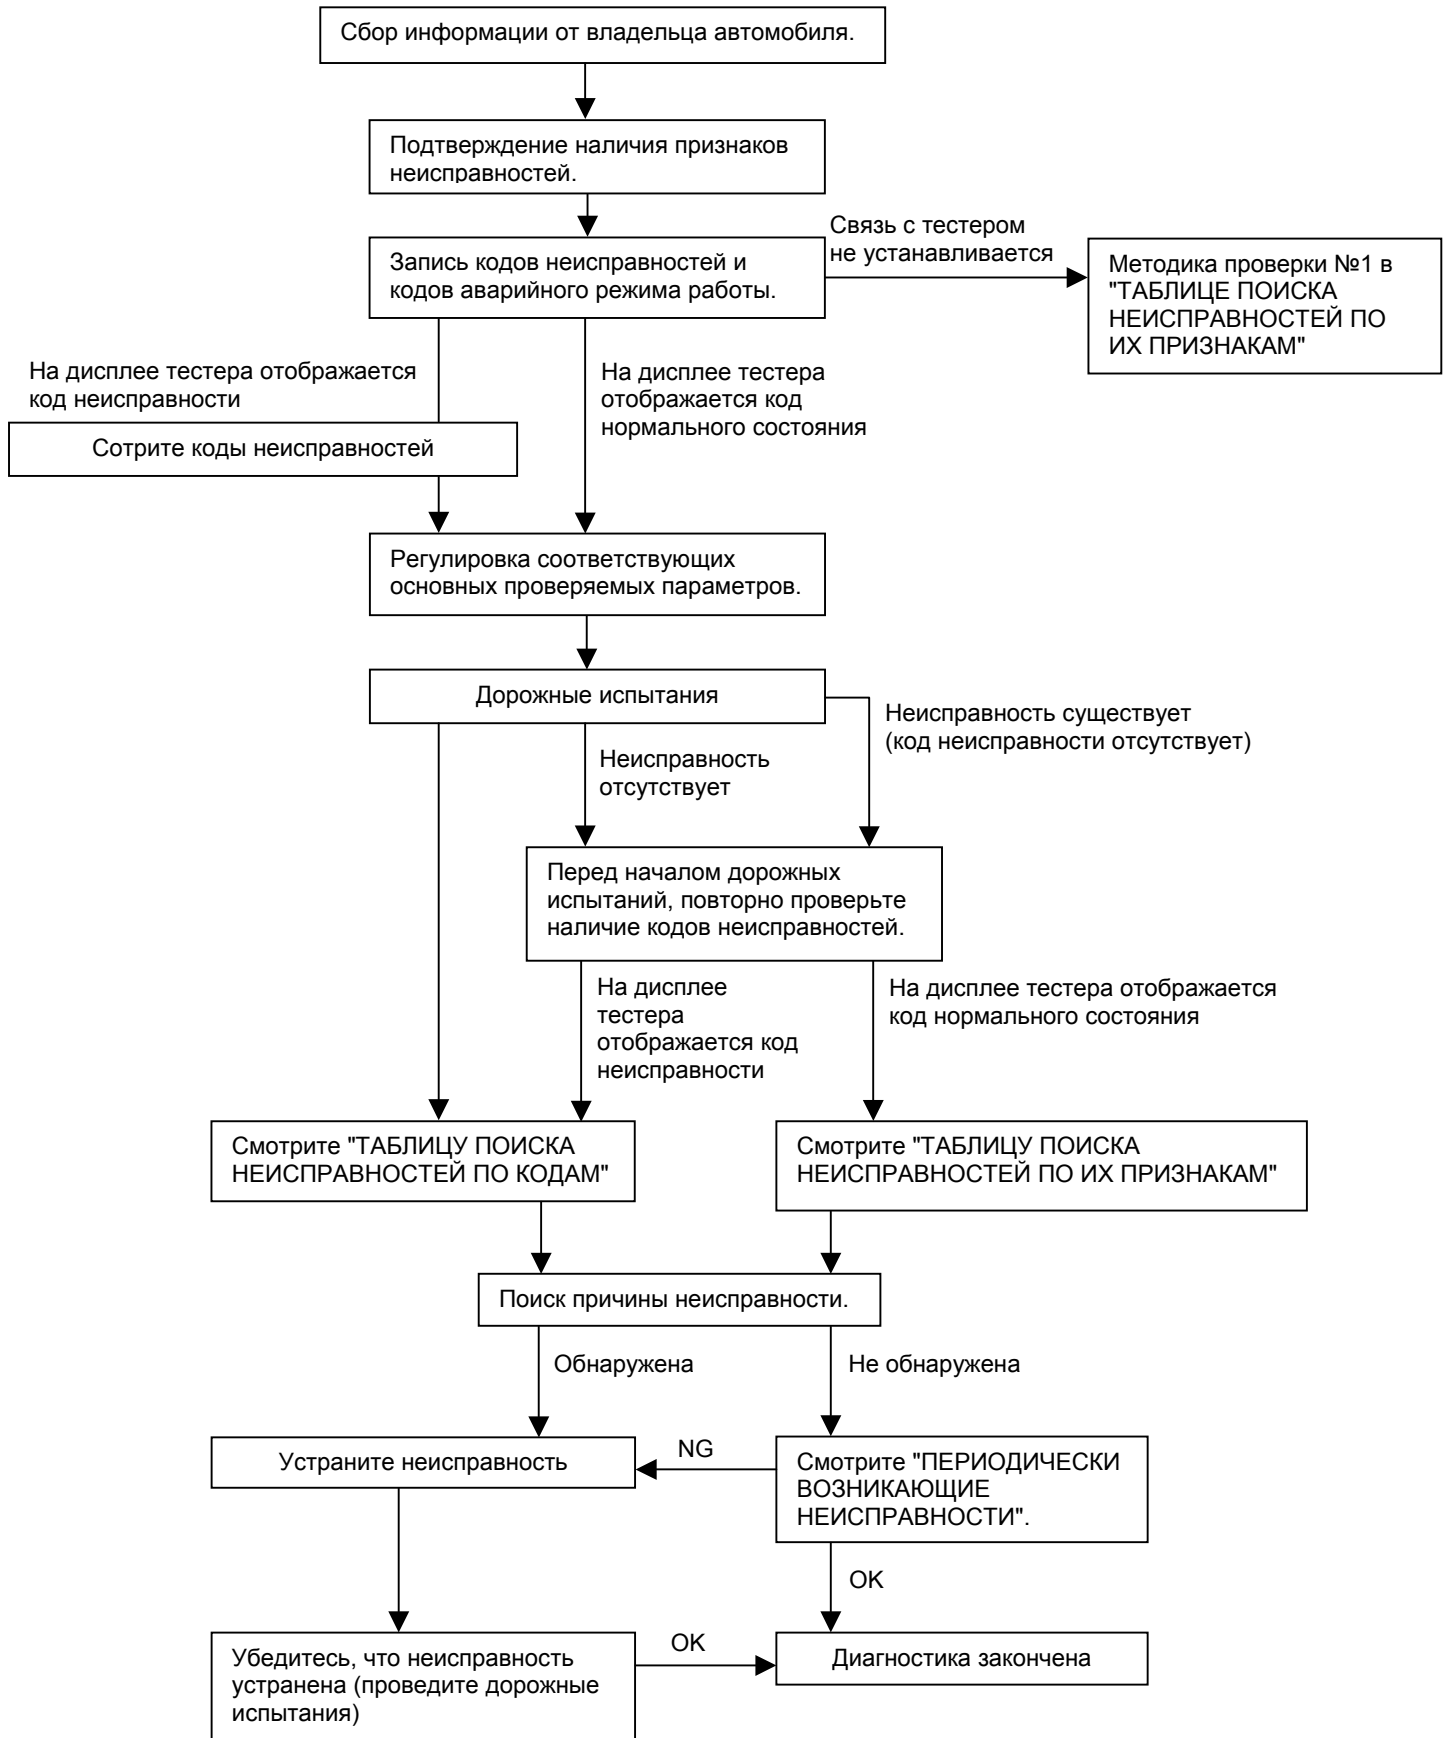 Сбор информации от владельца автомобиля.
Подтверждение наличия признаков
неисправностей.
Связь с тестером
не устанавливается
Запись кодов неисправностей и
кодов аварийного режима работы.
Методика проверки №1 в
"ТАБЛИЦЕ ПОИСКА
НЕИСПРАВНОСТЕЙ ПО
ИХ ПРИЗНАКАМ"
На дисплее тестера отображается
код неисправности
На дисплее тестера
отображается код
нормального состояния
Сотрите коды неисправностей
Регулировка соответствующих
основных проверяемых параметров.
Дорожные испытания
Неисправность существует
(код неисправности отсутствует)
Неисправность
отсутствует
Перед началом дорожных
испытаний, повторно проверьте
наличие кодов неисправностей.
На дисплее
тестера
отображается код
неисправности
На дисплее тестера отображается
код нормального состояния
Смотрите "ТАБЛИЦУ ПОИСКА
НЕИСПРАВНОСТЕЙ ПО КОДАМ"
Смотрите "ТАБЛИЦУ ПОИСКА
НЕИСПРАВНОСТЕЙ ПО ИХ ПРИЗНАКАМ"
Поиск причины неисправности.
Обнаружена
Не обнаружена
Устраните неисправность
NG
Смотрите "ПЕРИОДИЧЕСКИ
ВОЗНИКАЮЩИЕ
НЕИСПРАВНОСТИ".
OK
Убедитесь, что неисправность
устранена (проведите дорожные
испытания)
OK
Диагностика закончена